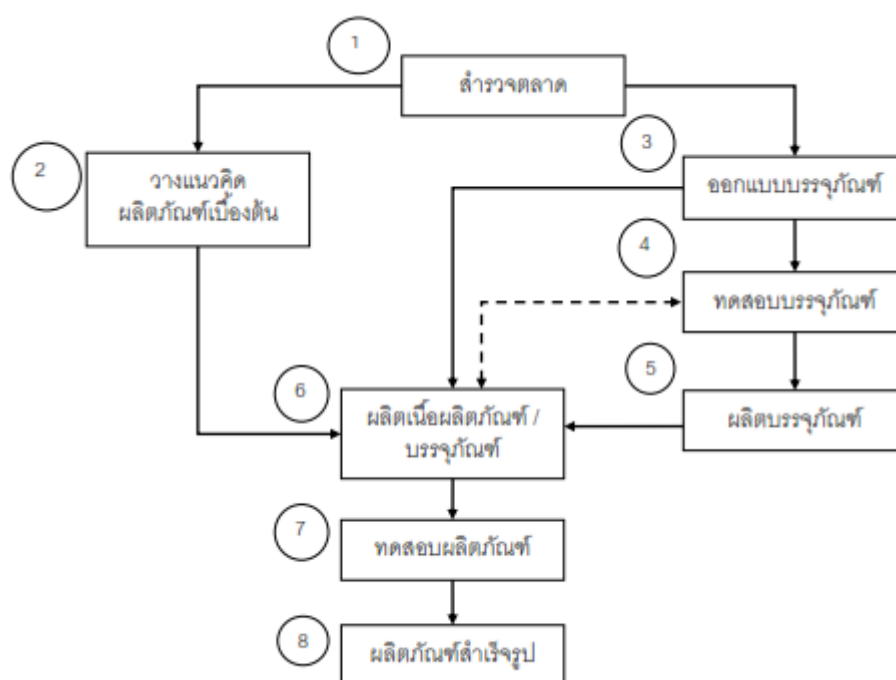 1
สำรวจตลาด
2
วางแนวคิด
ผลิตภัณฑ์เบื้องต้น
3
ออกแบบบรรจุภัณฑ์
4
ทดสอบบรรจุภัณฑ์
5
ผลิตบรรจุภัณฑ์
6
ผลิตเนื้อผลิตภัณฑ์ /
บรรจุภัณฑ์
7
ทดสอบผลิตภัณฑ์
8
ผลิตภัณฑ์สำเร็จรูป